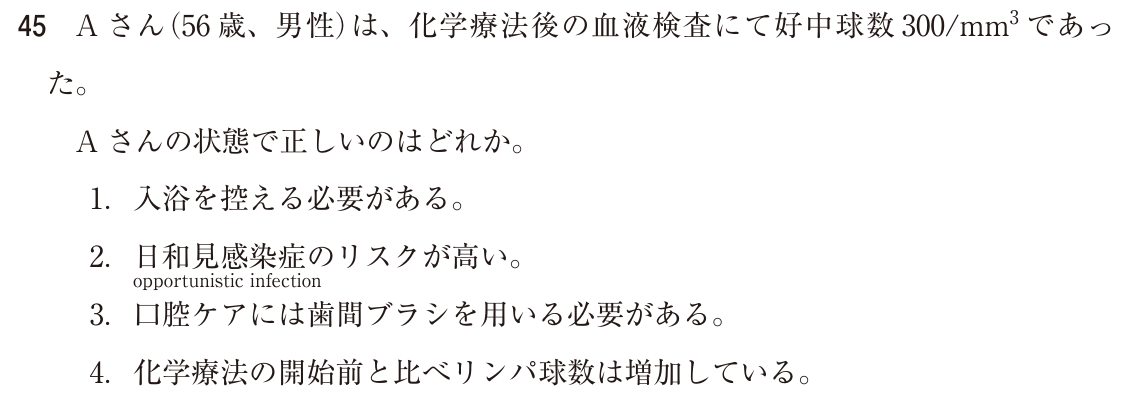 45 Aさん(56歳、男性)は、化学療法後の血液検査にて好中球数300/mm³であっ
た。
Aさんの状態で正しいのはどれか。
1. 入浴を控える必要がある。
2. 日和見感染症のリスクが高い。
opportunistic infection
3. 口腔ケアには歯間ブラシを用いる必要がある。
4. 化学療法の開始前と比べリンパ球数は増加している。